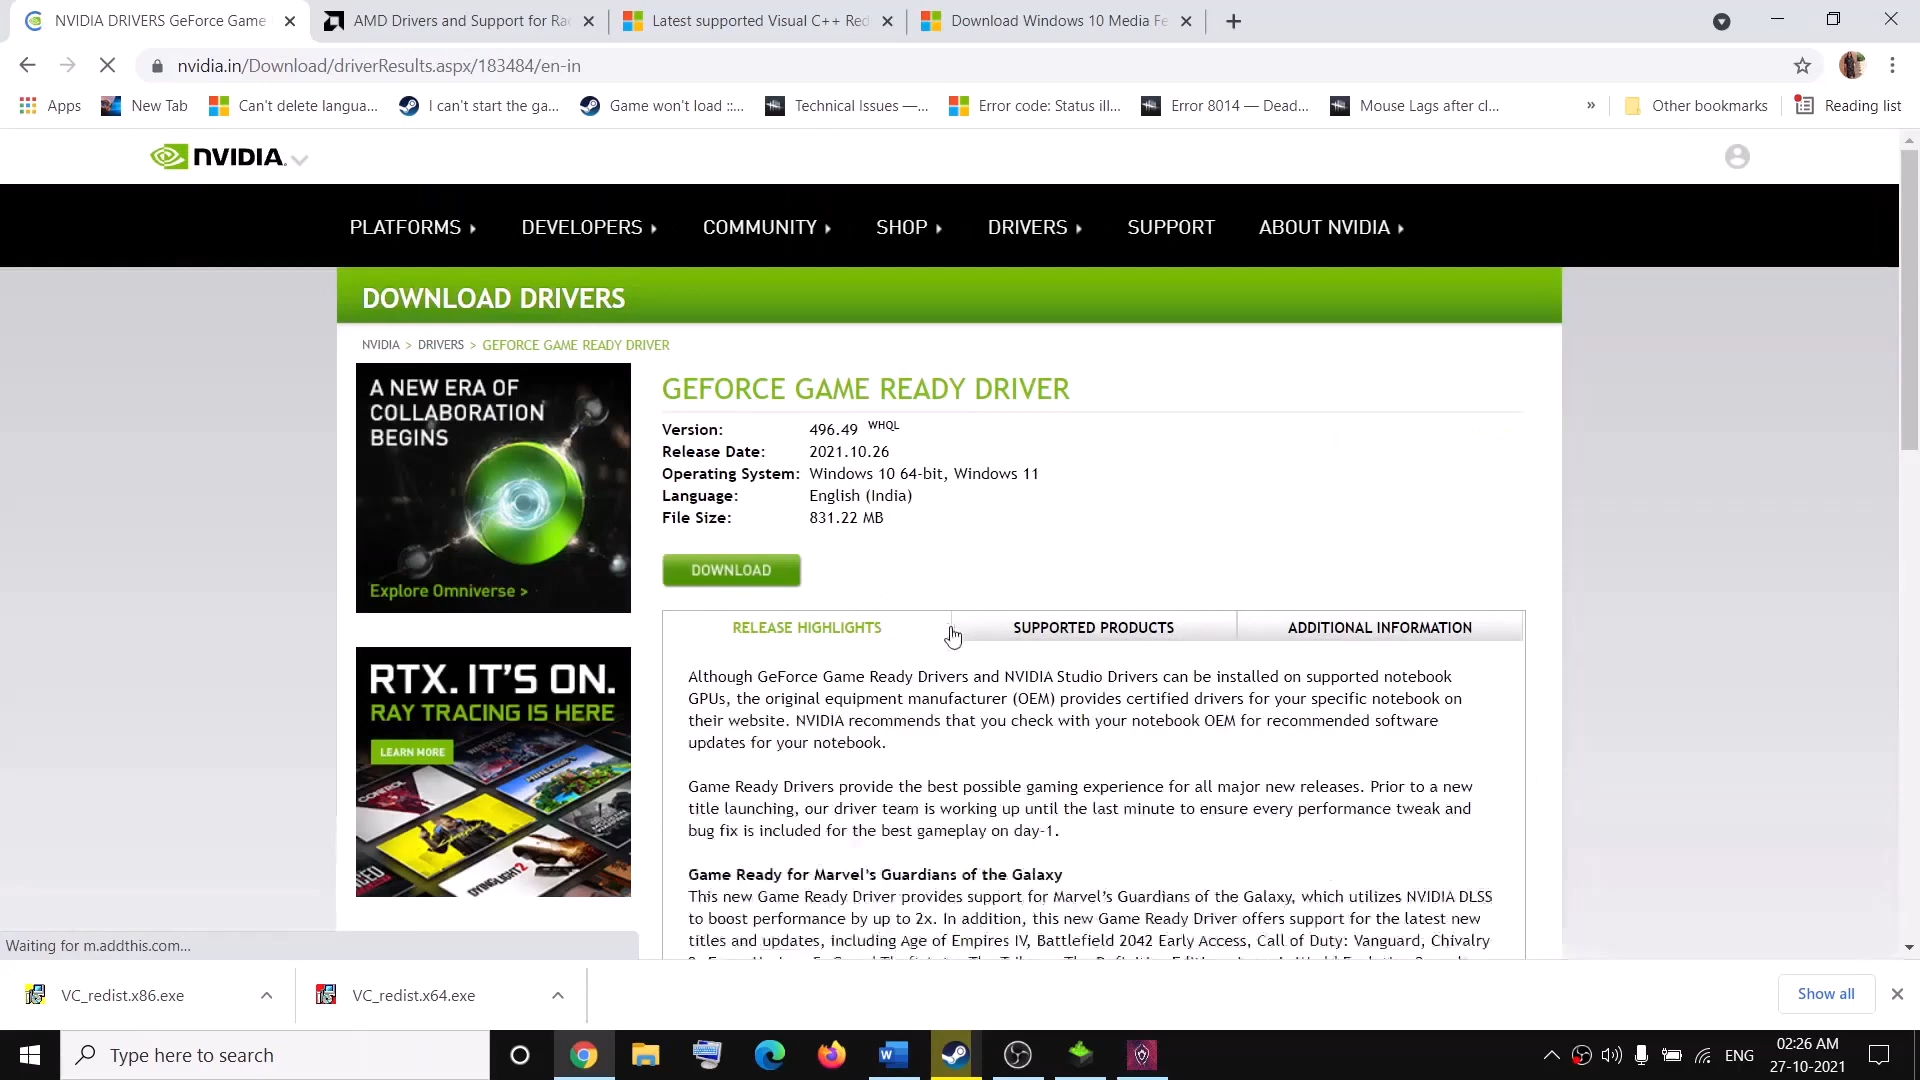 NVIDIA DRIVERS GeForce Game
AMD Drivers and Support for Ra
Latest supported Visual C++ Red
Download Windows 10 Media Fe
nvidia.in/Download/driverResults.aspx/183484/en-in
Apps
New Tab
Can't delete langua...
I can't start the ga...
Game won't load ::...
Technical Issues —...
Error code: Status ill...
Error 8014 — Dead...
Mouse Lags after cl...
»
Other bookmarks
Reading list
NVIDIA.
PLATFORMS
DEVELOPERS
COMMUNITY
SHOP
DRIVERS
SUPPORT
ABOUT NVIDIA
DOWNLOAD DRIVERS
NVIDIA > DRIVERS > GEFORCE GAME READY DRIVER
A NEW ERA OF
COLLABORATION
BEGINS
Explore Omniverse >
RTX. IT'S ON.
RAY TRACING IS HERE
LEARN MORE
CONTROL
MINECRAFT
DYING LIGHT 2
GEFORCE GAME READY DRIVER
Version: 496.49 WHQL
Release Date: 2021.10.26
Operating System: Windows 10 64-bit, Windows 11
Language: English (India)
File Size: 831.22 MB
DOWNLOAD
RELEASE HIGHLIGHTS
SUPPORTED PRODUCTS
ADDITIONAL INFORMATION
Although GeForce Game Ready Drivers and NVIDIA Studio Drivers can be installed on supported notebook
GPUs, the original equipment manufacturer (OEM) provides certified drivers for your specific notebook on
their website. NVIDIA recommends that you check with your notebook OEM for recommended software
updates for your notebook.
Game Ready Drivers provide the best possible gaming experience for all major new releases. Prior to a new
title launching, our driver team is working up until the last minute to ensure every performance tweak and
bug fix is included for the best gameplay on day-1.
Game Ready for Marvel's Guardians of the Galaxy
This new Game Ready Driver provides support for Marvel's Guardians of the Galaxy, which utilizes NVIDIA DLSS
to boost performance by up to 2x. In addition, this new Game Ready Driver offers support for the latest new
titles and updates, including Age of Empires IV, Battlefield 2042 Early Access, Call of Duty: Vanguard, Chivalry
Waiting for m.addthis.com...
VC_redist.x86.exe
VC_redist.x64.exe
Show all
Type here to search
ENG
02:26 AM
27-10-2021